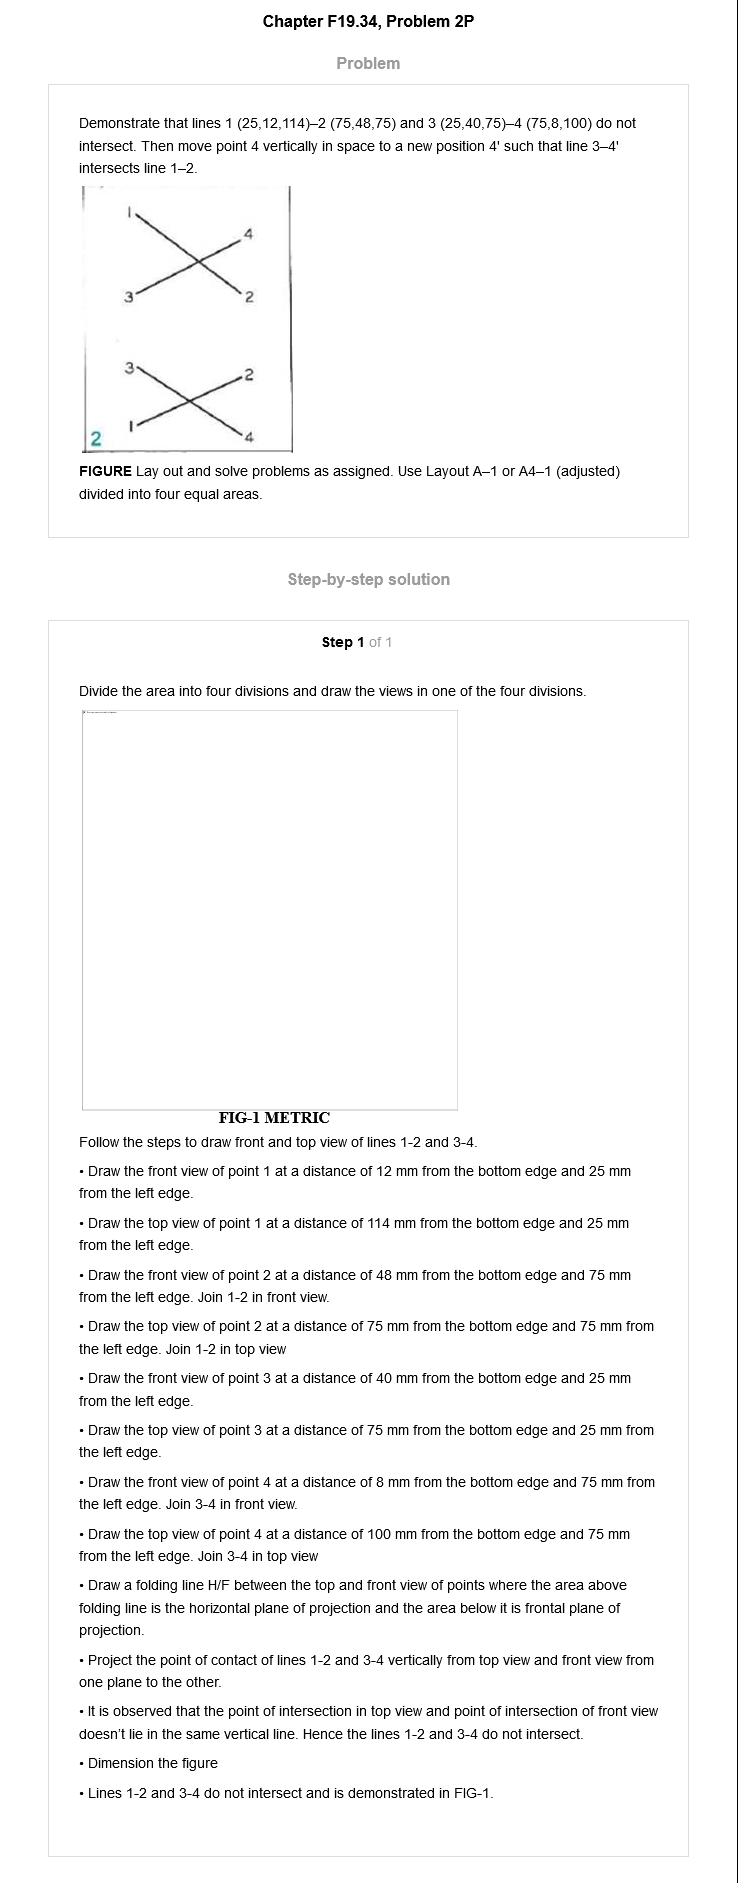 Chapter F19.34, Problem 2P
Problem
Demonstrate that lines 1 (25,12,114)–2 (75,48,75) and 3 (25,40,75)–4 (75,8,100) do not
intersect. Then move point 4 vertically in space to a new position 4' such that line 3–4'
intersects line 1–2.
1
4
3
2
3
2
1
4
2
FIGURE Lay out and solve problems as assigned. Use Layout A–1 or A4–1 (adjusted)
divided into four equal areas.
Step-by-step solution
Step 1 of 1
Divide the area into four divisions and draw the views in one of the four divisions.
FIG-1 METRIC
Follow the steps to draw front and top view of lines 1-2 and 3-4.
• Draw the front view of point 1 at a distance of 12 mm from the bottom edge and 25 mm
from the left edge.
• Draw the top view of point 1 at a distance of 114 mm from the bottom edge and 25 mm
from the left edge.
• Draw the front view of point 2 at a distance of 48 mm from the bottom edge and 75 mm
from the left edge. Join 1-2 in front view.
• Draw the top view of point 2 at a distance of 75 mm from the bottom edge and 75 mm from
the left edge. Join 1-2 in top view
• Draw the front view of point 3 at a distance of 40 mm from the bottom edge and 25 mm
from the left edge.
• Draw the top view of point 3 at a distance of 75 mm from the bottom edge and 25 mm from
the left edge.
• Draw the front view of point 4 at a distance of 8 mm from the bottom edge and 75 mm from
the left edge. Join 3-4 in front view.
• Draw the top view of point 4 at a distance of 100 mm from the bottom edge and 75 mm
from the left edge. Join 3-4 in top view
• Draw a folding line H/F between the top and front view of points where the area above
folding line is the horizontal plane of projection and the area below it is frontal plane of
projection.
• Project the point of contact of lines 1-2 and 3-4 vertically from top view and front view from
one plane to the other.
• It is observed that the point of intersection in top view and point of intersection of front view
doesn't lie in the same vertical line. Hence the lines 1-2 and 3-4 do not intersect.
• Dimension the figure
• Lines 1-2 and 3-4 do not intersect and is demonstrated in FIG-1.